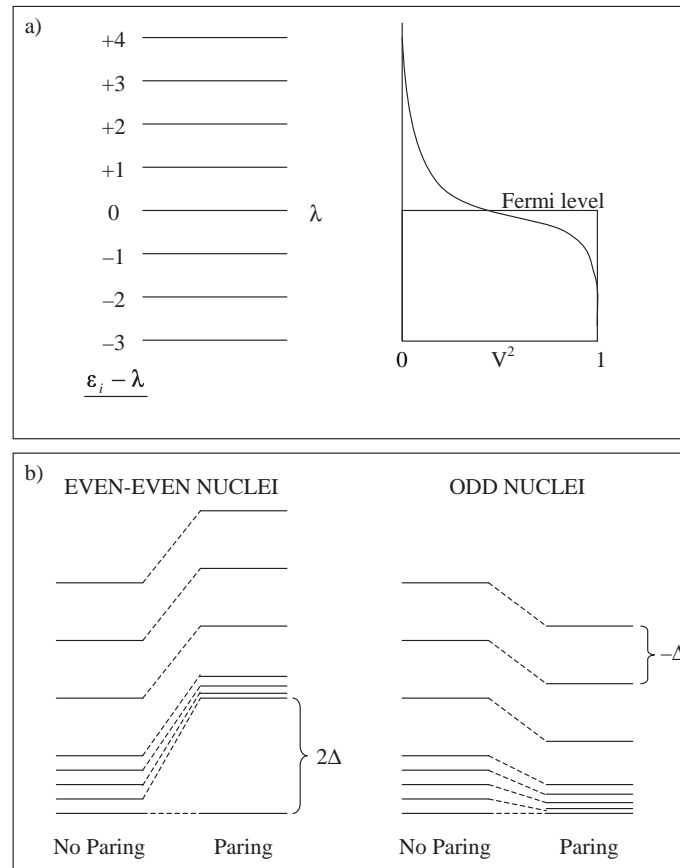 a)
+4
+3
+2
+1
0
λ
–1
–2
–3
ε_i – λ
Fermi level
0
V²
1
b)
EVEN-EVEN NUCLEI
ODD NUCLEI
–Δ
2Δ
No Paring
Paring
No Paring
Paring